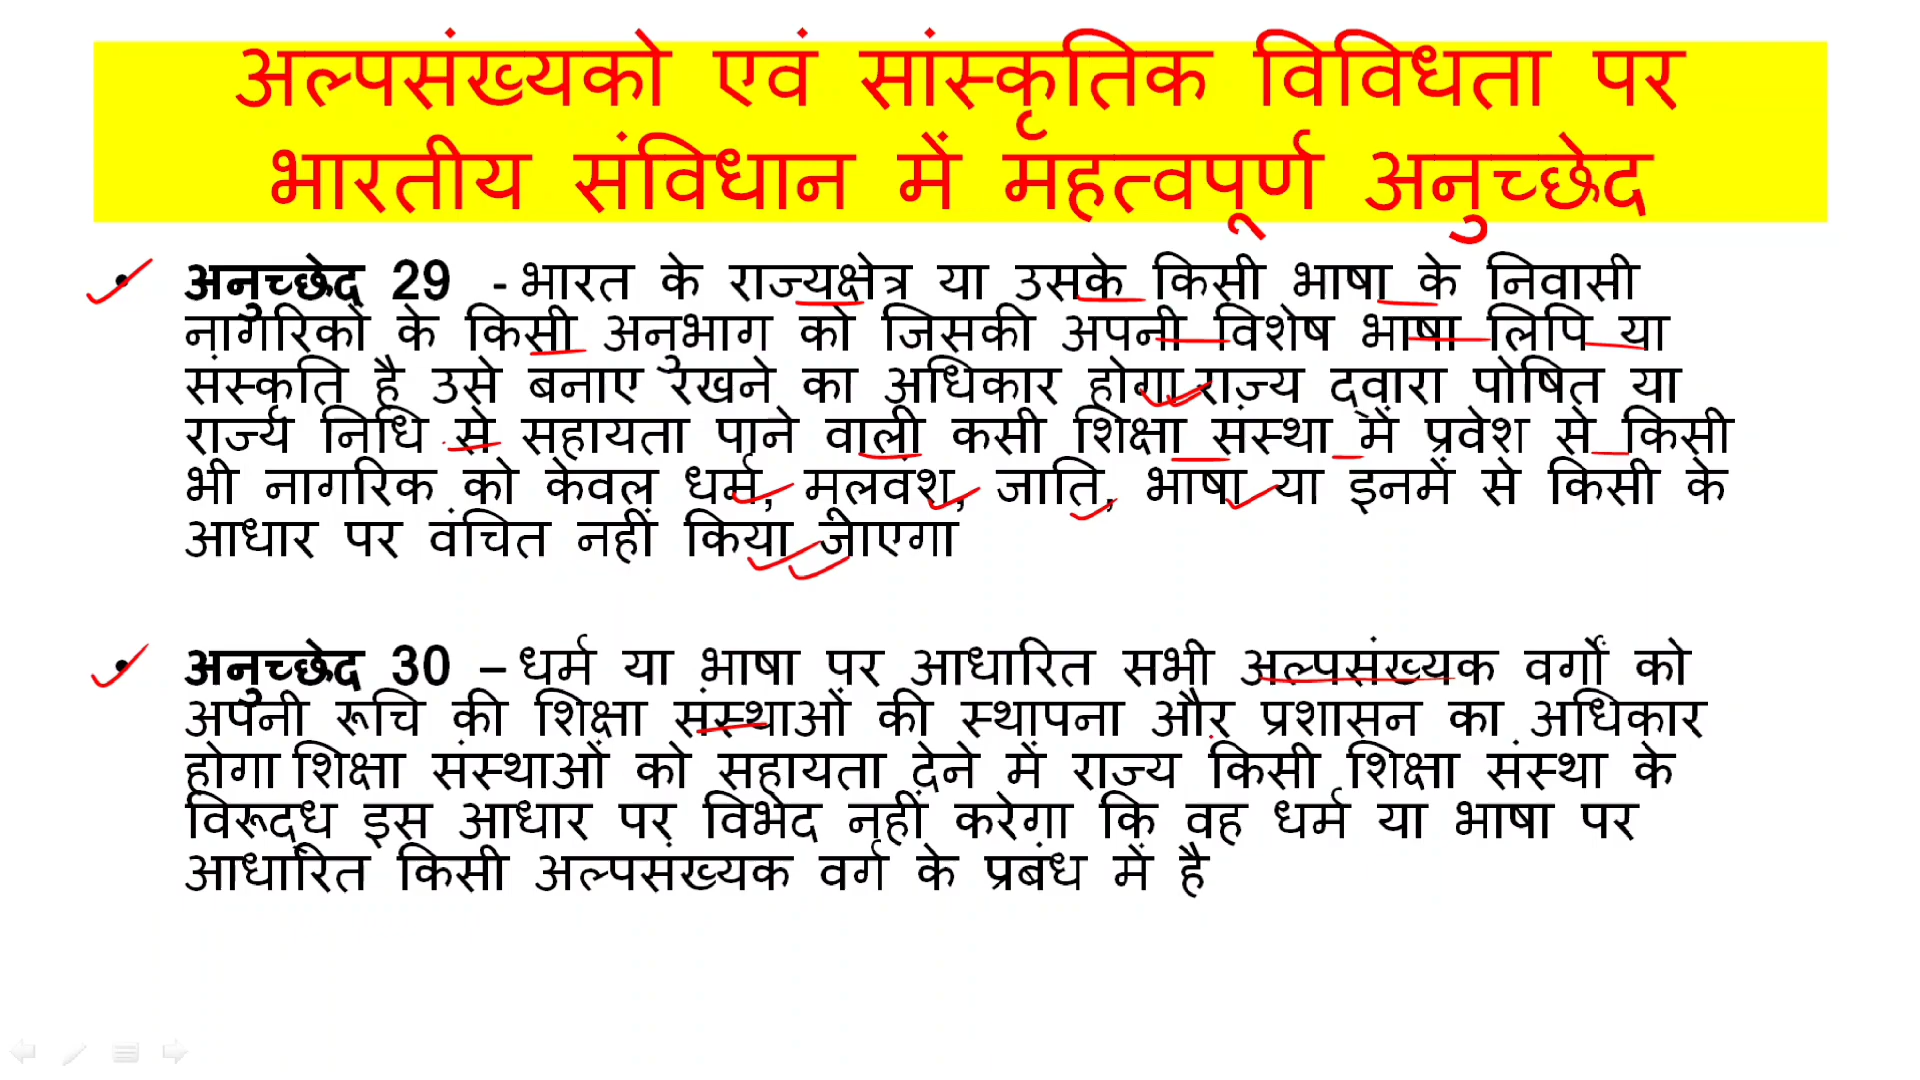 अल्पसंख्यको एवं सांस्कृतिक विविधता पर
भारतीय संविधान में महत्वपूर्ण अनुच्छेद
• अनुच्छेद 29 - भारत के राज्यक्षेत्र या उसके किसी भाषा के निवासी
नागरिको के किसी अनुभाग को जिसकी अपनी विशेष भाषा लिपि या
संस्कृति है उसे बनाए रखने का अधिकार होगा राज्य द्वारा पोषित या
राज्य निधि से सहायता पाने वाली कसी शिक्षा संस्था में प्रवेश से किसी
भी नागरिक को केवल धर्म, मूलवंश, जाति, भाषा या इनमें से किसी के
आधार पर वंचित नहीं किया जाएगा
• अनुच्छेद 30 – धर्म या भाषा पर आधारित सभी अल्पसंख्यक वर्गों को
अपनी रूचि की शिक्षा संस्थाओं की स्थापना और प्रशासन का अधिकार
होगा शिक्षा संस्थाओं को सहायता देने में राज्य किसी शिक्षा संस्था के
विरूद्ध इस आधार पर विभेद नहीं करेगा कि वह धर्म या भाषा पर
आधारित किसी अल्पसंख्यक वर्ग के प्रबंध में है